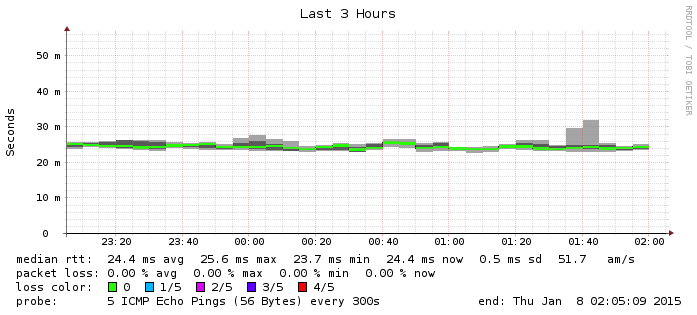 Last 3 Hours
RRDTOOL / TOBI OETIKER
Seconds
50 m
40 m
30 m
20 m
10 m
0
23:20 23:40 00:00 00:20 00:40 01:00 01:20 01:40 02:00
median rtt: 24.4 ms avg 25.6 ms max 23.7 ms min 24.4 ms now 0.5 ms sd 51.7 am/s
packet loss: 0.00 % avg 0.00 % max 0.00 % min 0.00 % now
loss color: 0 1/5 2/5 3/5 4/5
probe: 5 ICMP Echo Pings (56 Bytes) every 300s end: Thu Jan 8 02:05:09 2015